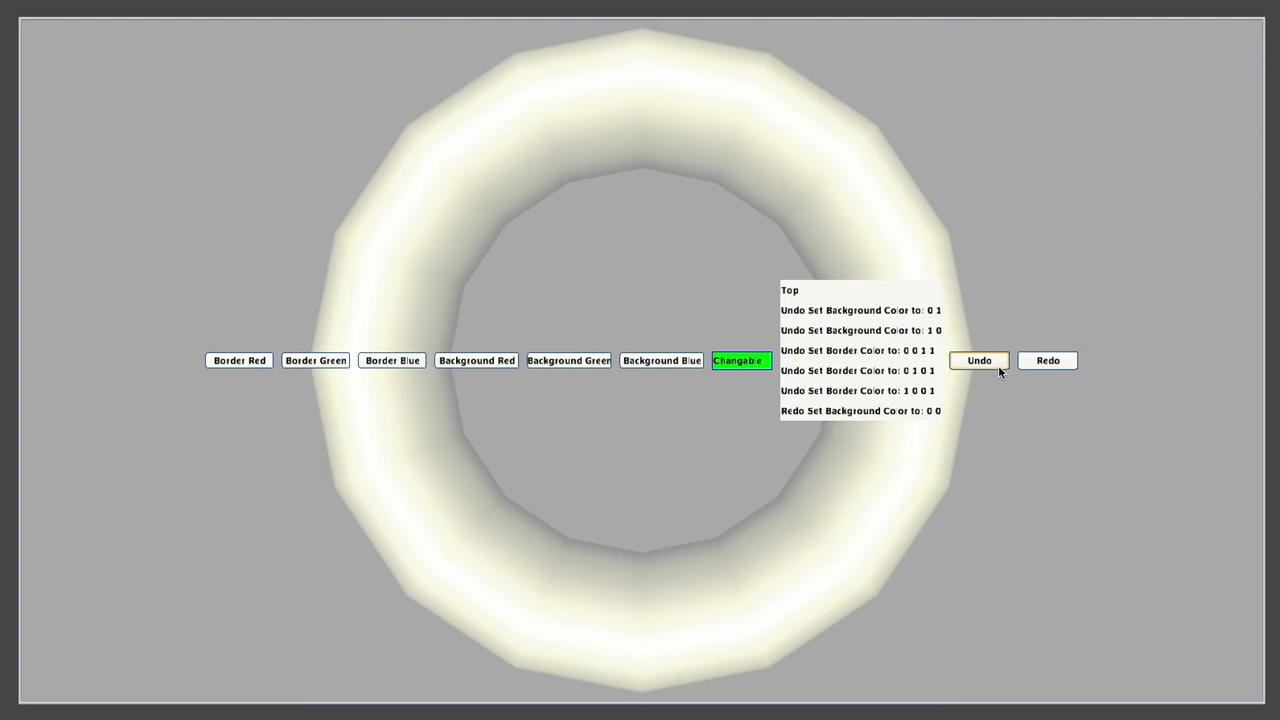 Top
Undo Set Background Color to: 0 1
Undo Set Background Color to: 1 0
Undo Set Border Color to: 0 0 1 1
Border Red Border Green Border Blue Background Red Background Green Background Blue Changable Undo Redo
Undo Set Border Color to: 0 1 0 1
Undo Set Border Color to: 1 0 0 1
Redo Set Background Color to: 0 0